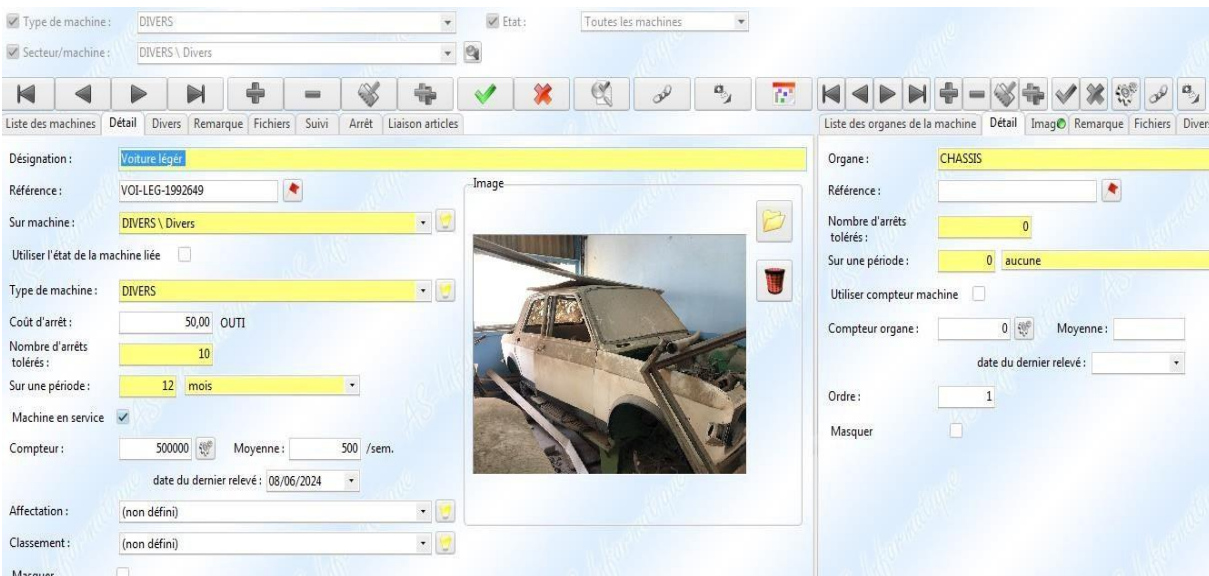 Type de machine : DIVERS Etat : Toutes les machines
Secteur/machine : DIVERS \ Divers
Liste des machines Détail Divers Remarque Fichiers Suivi Arrêt Liaison articles
Désignation : Voiture légér
Référence : VOI-LEG-1992649
Image
Sur machine : DIVERS \ Divers
Utiliser l'état de la machine liée
Type de machine : DIVERS
Coût d'arrêt : 50,00 OUTI
Nombre d'arrêts
tolérés : 10
Sur une période : 12 mois
Machine en service
Compteur : 500000 Moyenne : 500 /sem.
date du dernier relevé : 08/06/2024
Affectation : (non défini)
Classement : (non défini)
Masquer
Liste des organes de la machine Détail Imag Remarque Fichiers Divers
Organe : CHASSIS
Référence :
Nombre d'arrêts
tolérés : 0
Sur une période : 0 aucune
Utiliser compteur machine
Compteur organe : 0 Moyenne :
date du dernier relevé :
Ordre : 1
Masquer